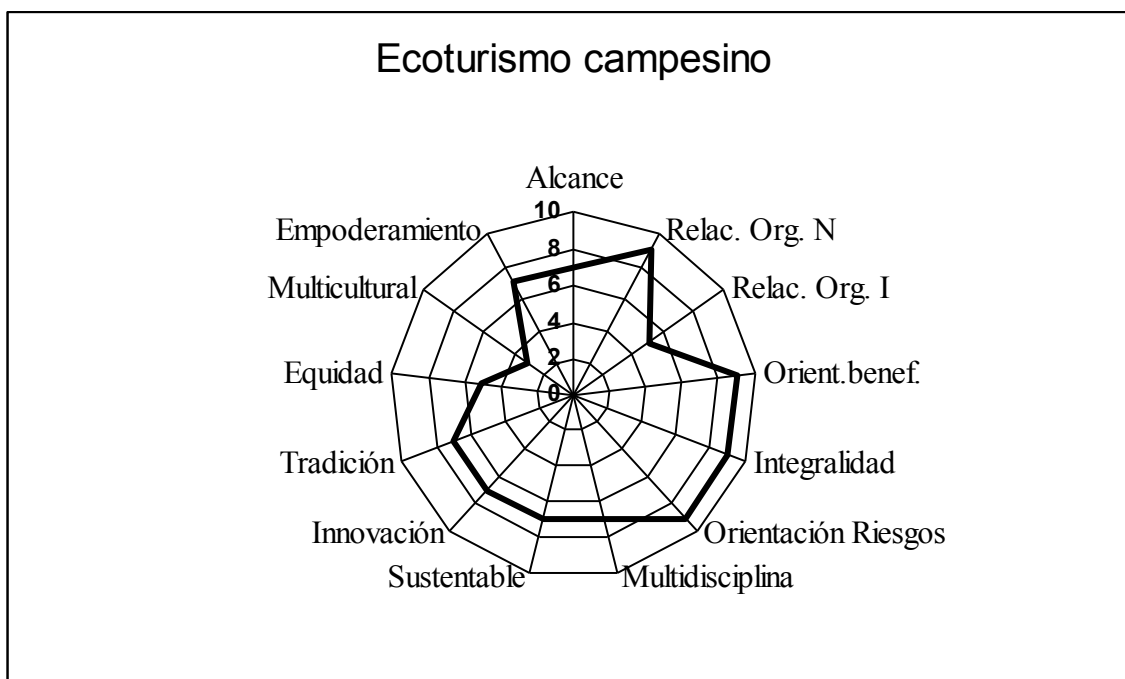 Ecoturismo campesino
Alcance
Relac. Org. N
Relac. Org. I
Orient.benef.
Integralidad
Orientación Riesgos
Multidisciplina
Sustentable
Innovación
Tradición
Equidad
Multicultural
Empoderamiento
10
8
6
4
2
0